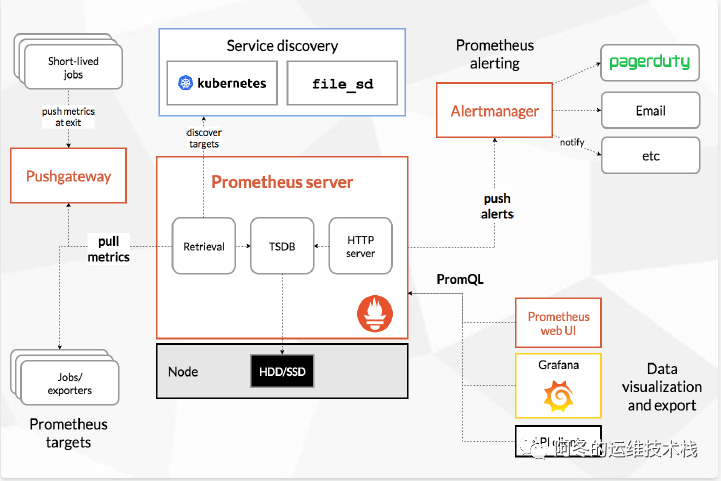 Short-lived
jobs
push metrics
at exit
Pushgateway
pull
metrics
Jobs/
exporters
Prometheus
targets
Service discovery
kubernetes
file_sd
discover
targets
Prometheus server
Retrieval
TSDB
HTTP
server
Node
HDD/SSD
Prometheus
alerting
Alertmanager
pagerduty
Email
notify
etc
push
alerts
PromQL
Prometheus
web UI
Grafana
Data
visualization
and export
API clients
阿冬的运维技术栈